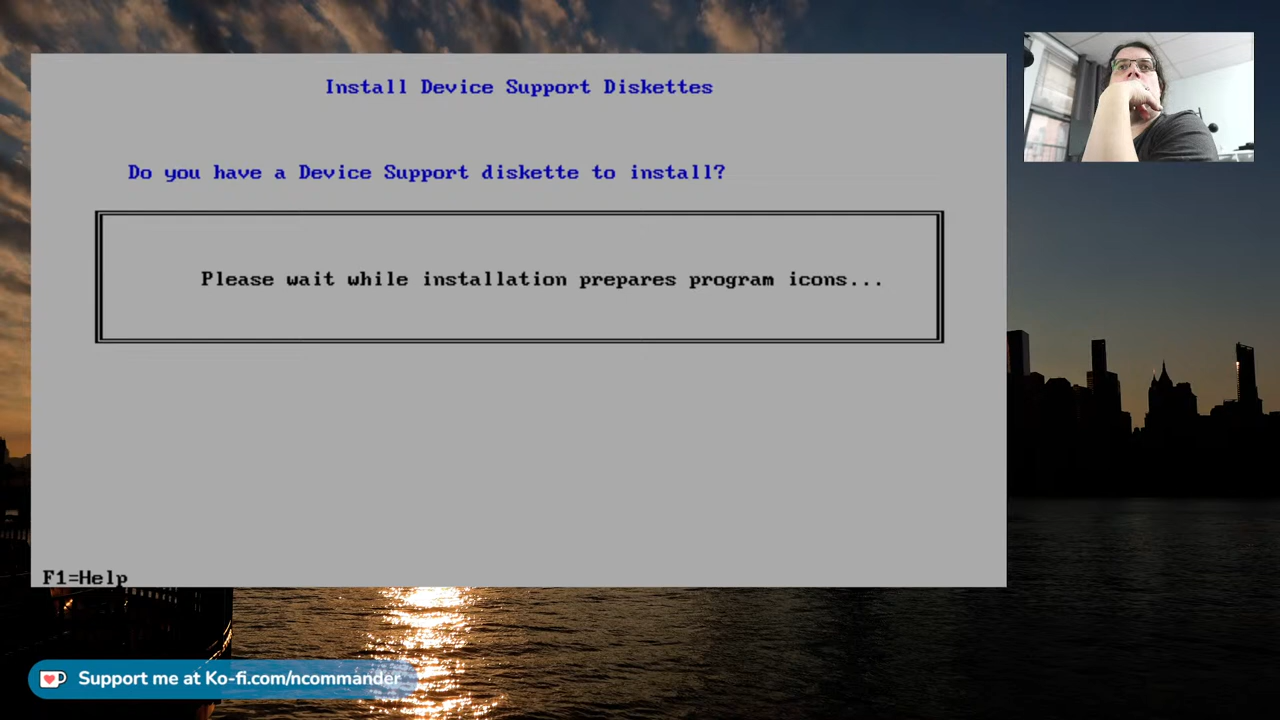 Install Device Support Diskettes
Do you have a Device Support diskette to install?
Please wait while installation prepares program icons...
F1=Help
Support me at Ko-fi.com/ncommander